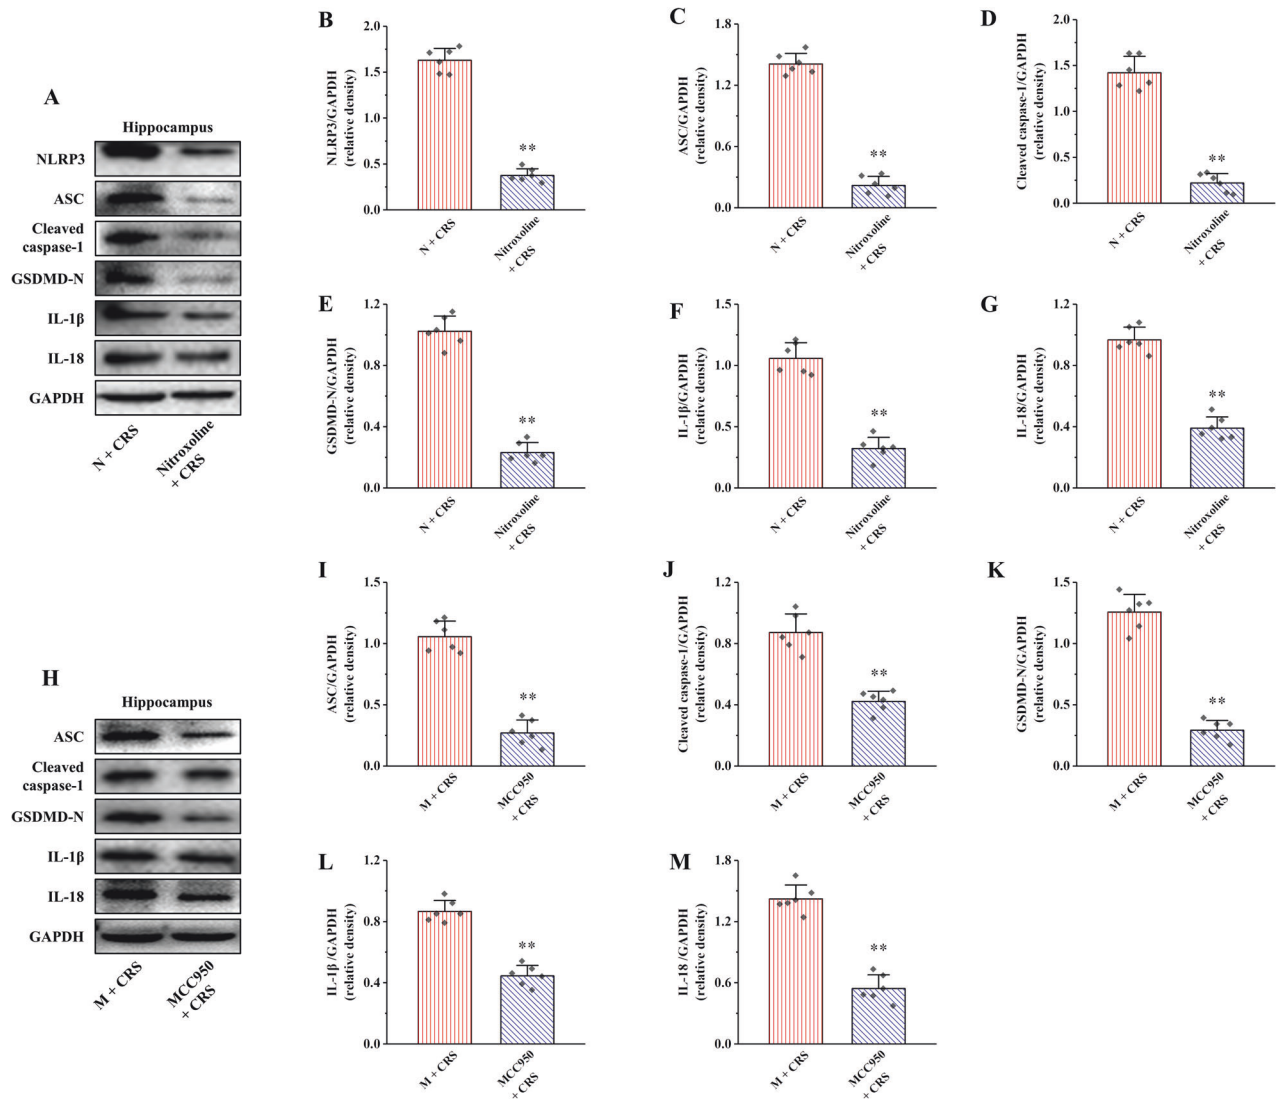 A
Hippocampus
NLRP3
ASC
Cleaved
caspase-1
GSDMD-N
IL-1β
IL-18
GAPDH
N + CRS
Nitroxoline
+ CRS
B
NLRP3/GAPDH
(relative density)
2.0
1.5
1.0
0.5
0.0
**
N + CRS
Nitroxoline
+ CRS
C
ASC/GAPDH
(relative density)
1.8
1.2
0.6
0.0
**
N + CRS
Nitroxoline
+ CRS
D
Cleaved caspase-1/GAPDH
(relative density)
2.0
1.5
1.0
0.5
0.0
**
N + CRS
Nitroxoline
+ CRS
E
GSDMD-N/GAPDH
(relative density)
1.2
0.8
0.4
0.0
**
N + CRS
Nitroxoline
+ CRS
F
IL-1β/GAPDH
(relative density)
1.5
1.0
0.5
0.0
**
N + CRS
Nitroxoline
+ CRS
G
IL-18/GAPDH
(relative density)
1.2
0.8
0.4
0.0
**
N + CRS
Nitroxoline
+ CRS
H
Hippocampus
ASC
Cleaved
caspase-1
GSDMD-N
IL-1β
IL-18
GAPDH
M + CRS
MCC950
+ CRS
I
ASC/GAPDH
(relative density)
1.5
1.0
0.5
0.0
**
M + CRS
MCC950
+ CRS
J
Cleaved caspase-1/GAPDH
(relative density)
1.2
0.8
0.4
0.0
**
M + CRS
MCC950
+ CRS
K
GSDMD-N/GAPDH
(relative density)
1.5
1.0
0.5
0.0
**
M + CRS
MCC950
+ CRS
L
IL-1β /GAPDH
(relative density)
1.2
0.8
0.4
0.0
**
M + CRS
MCC950
+ CRS
M
IL-18 /GAPDH
(relative density)
1.8
1.2
0.6
0.0
**
M + CRS
MCC950
+ CRS